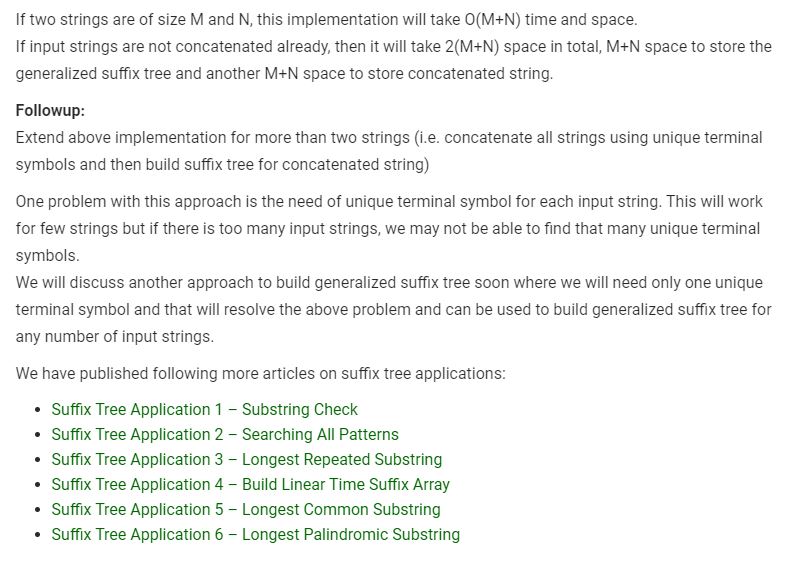 If two strings are of size M and N, this implementation will take O(M+N) time and space.
If input strings are not concatenated already, then it will take 2(M+N) space in total, M+N space to store the
generalized suffix tree and another M+N space to store concatenated string.
Followup:
Extend above implementation for more than two strings (i.e. concatenate all strings using unique terminal
symbols and then build suffix tree for concatenated string)
One problem with this approach is the need of unique terminal symbol for each input string. This will work
for few strings but if there is too many input strings, we may not be able to find that many unique terminal
symbols.
We will discuss another approach to build generalized suffix tree soon where we will need only one unique
terminal symbol and that will resolve the above problem and can be used to build generalized suffix tree for
any number of input strings.
We have published following more articles on suffix tree applications:
• Suffix Tree Application 1 – Substring Check
• Suffix Tree Application 2 – Searching All Patterns
• Suffix Tree Application 3 – Longest Repeated Substring
• Suffix Tree Application 4 – Build Linear Time Suffix Array
• Suffix Tree Application 5 – Longest Common Substring
• Suffix Tree Application 6 – Longest Palindromic Substring